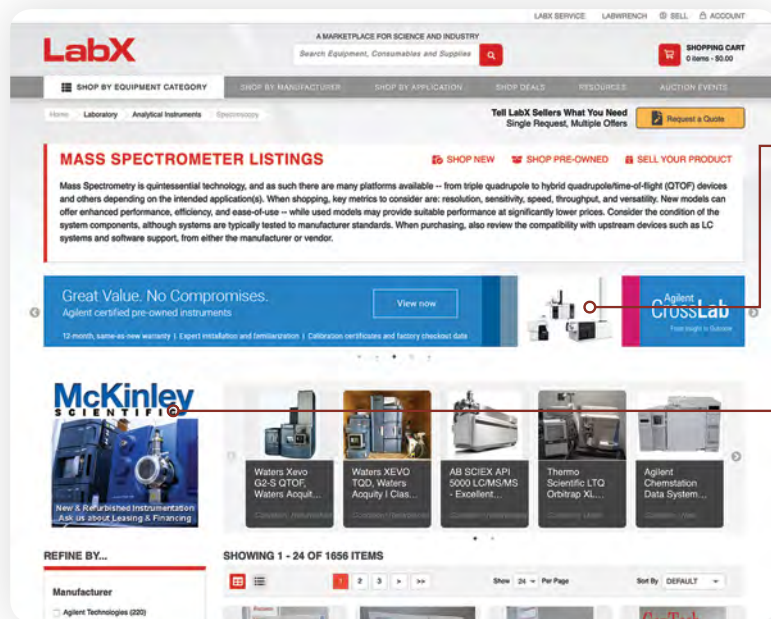 LABX SERVICE LABWRENCH SELL ACCOUNT
LabX
A MARKETPLACE FOR SCIENCE AND INDUSTRY
Search Equipment, Consumables and Supplies
SHOPPING CART
0 items - $0.00
SHOP BY EQUIPMENT CATEGORY SHOP BY MANUFACTURER SHOP BY APPLICATION SHOP DEALS RESOURCES AUCTION EVENTS
Home Laboratory Analytical Instruments Spectroscopy
Tell LabX Sellers What You Need
Single Request, Multiple Offers
Request a Quote
MASS SPECTROMETER LISTINGS
SHOP NEW SHOP PRE-OWNED SELL YOUR PRODUCT
Mass Spectrometry is quintessential technology, and as such there are many platforms available -- from triple quadrupole to hybrid quadrupole/time-of-flight (QTOF) devices
and others depending on the intended application(s). When shopping, key metrics to consider are: resolution, sensitivity, speed, throughput, and versatility. New models can
offer enhanced performance, efficiency, and ease-of-use -- while used models may provide suitable performance at significantly lower prices. Consider the condition of the
system components, although systems are typically tested to manufacturer standards. When purchasing, also review the compatibility with upstream devices such as LC
systems and software support, from either the manufacturer or vendor.
Great Value. No Compromises.
Agilent certified pre-owned instruments
12-month, same-as-new warranty | Expert installation and familiarization | Calibration certificates and factory checkout data
View now
Agilent
CrossLab
From Insight to Outcome
McKinley
SCIENTIFIC
New & Refurbished Instrumentation
Ask us about Leasing & Financing
Waters Xevo
G2-S QTOF,
Waters Acquit...
Waters XEVO
TQD, Waters
Acquity I Clas...
AB SCIEX API
5000 LC/MS/MS
- Excellent...
Thermo
Scientific LTQ
Orbitrap XL...
Agilent
Chemstation
Data System...
REFINE BY...
SHOWING 1 - 24 OF 1656 ITEMS
1 2 3 > >>
Show 24 Per Page
Sort By DEFAULT
Manufacturer
Agilent Technologies (220)